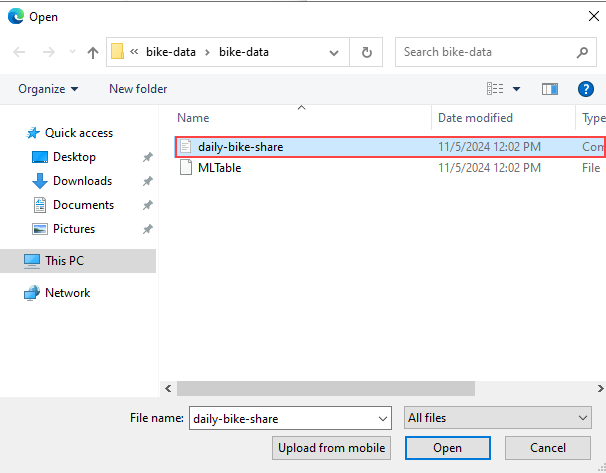 Open
bike-data > bike-data
Search bike-data
Organize
New folder
Name
Date modified
Type
Quick access
Desktop
Downloads
Documents
Pictures
This PC
Network
daily-bike-share 11/5/2024 12:02 PM Com
MLTable 11/5/2024 12:02 PM File
File name: daily-bike-share
All files
Upload from mobile
Open
Cancel